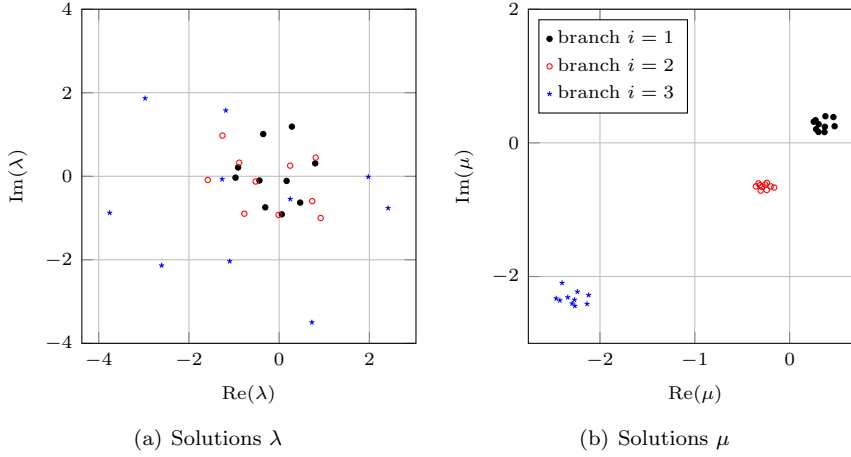 4
2
0
−2
−4
Im(λ)
−4 −2 0 2
Re(λ)
(a) Solutions λ
2
0
−2
Im(μ)
branch i = 1
branch i = 2
branch i = 3
−2 −1 0
Re(μ)
(b) Solutions μ